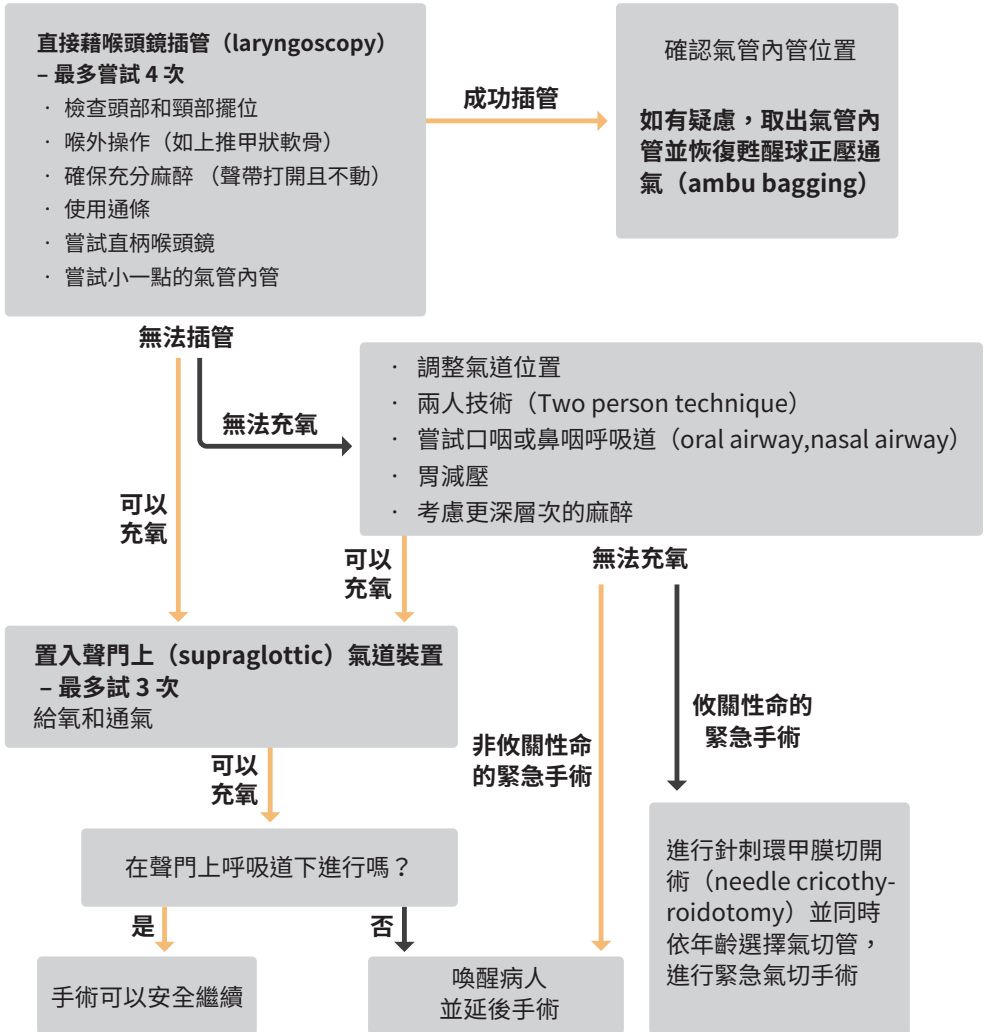 直接藉喉頭鏡插管（laryngoscopy）
– 最多嘗試 4 次
· 檢查頭部和頸部擺位
· 喉外操作（如上推甲狀軟骨）
· 確保充分麻醉 （聲帶打開且不動）
· 使用通條
· 嘗試直柄喉頭鏡
· 嘗試小一點的氣管內管
成功插管
確認氣管內管位置
如有疑慮，取出氣管內
管並恢復甦醒球正壓通
氣（ambu bagging）
無法插管
無法充氧
· 調整氣道位置
· 兩人技術（Two person technique）
· 嘗試口咽或鼻咽呼吸道（oral airway,nasal airway）
· 胃減壓
· 考慮更深層次的麻醉
可以
充氧
可以
充氧
無法充氧
置入聲門上（supraglottic）氣道裝置
– 最多試 3 次
給氧和通氣
非攸關性命
的緊急手術
攸關性命的
緊急手術
可以
充氧
在聲門上呼吸道下進行嗎？
進行針刺環甲膜切開
術（needle cricothy-
roidotomy）並同時
依年齡選擇氣切管，
進行緊急氣切手術
是
否
手術可以安全繼續
喚醒病人
並延後手術